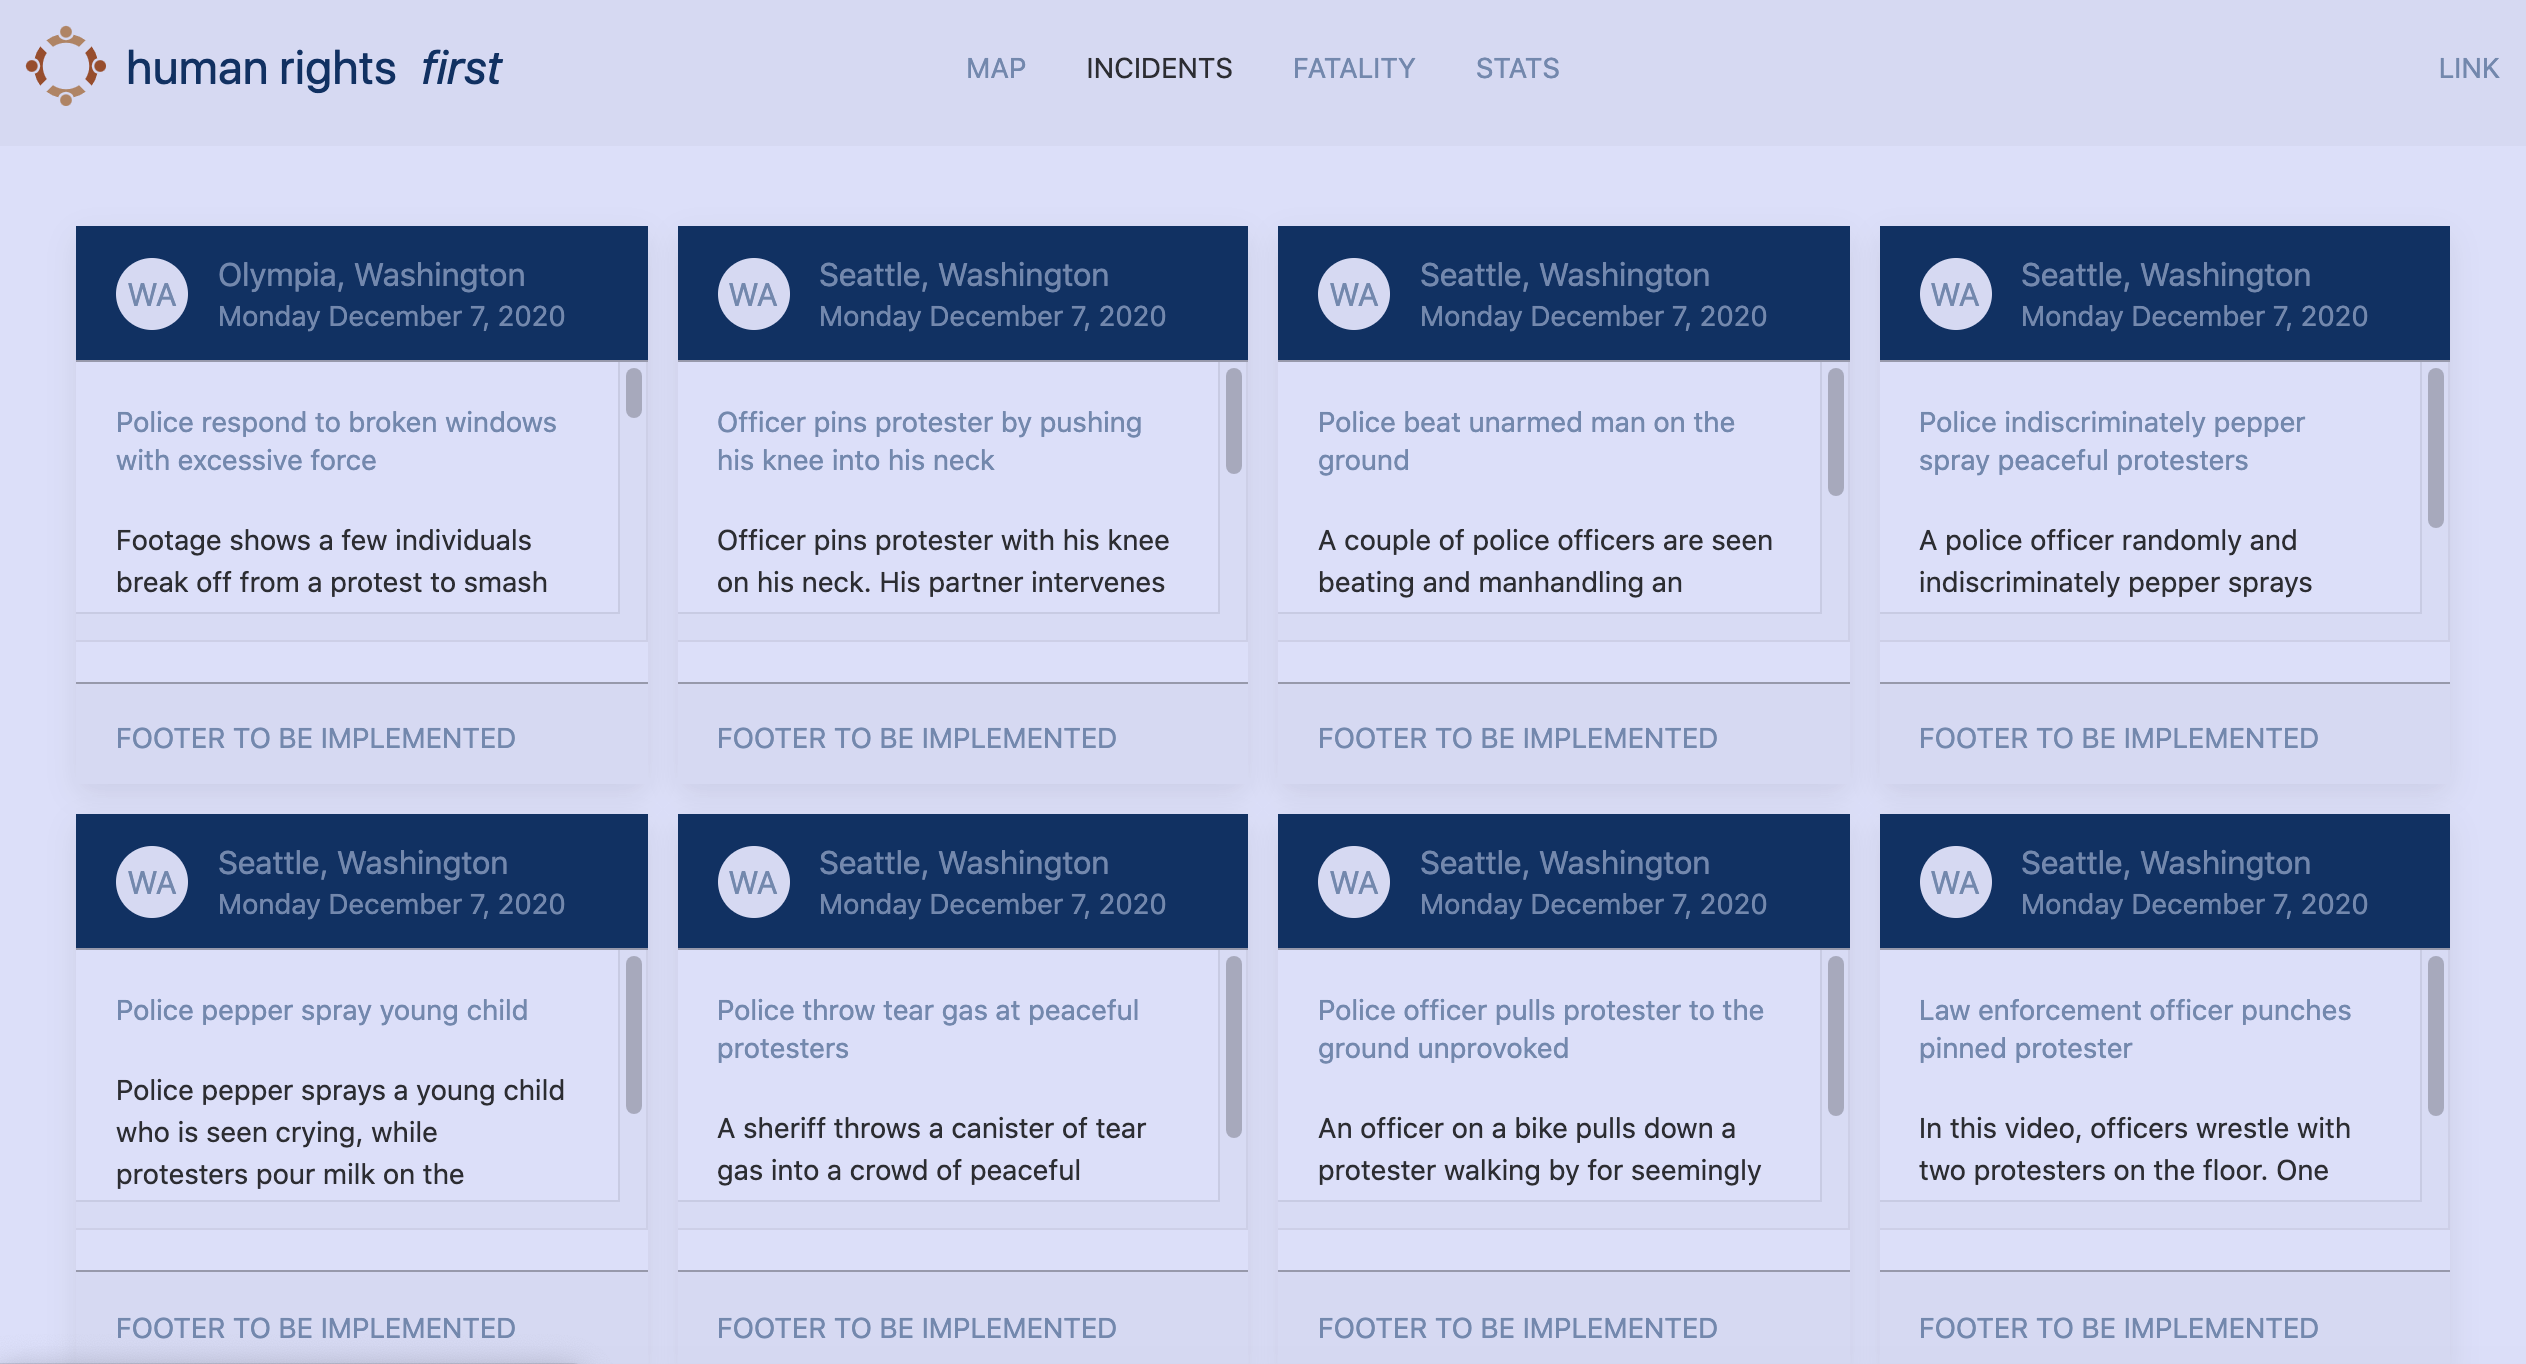 human rights first
MAP
INCIDENTS
FATALITY
STATS
LINK
WA
Olympia, Washington
Monday December 7, 2020
Police respond to broken windows
with excessive force
Footage shows a few individuals
break off from a protest to smash
FOOTER TO BE IMPLEMENTED
WA
Seattle, Washington
Monday December 7, 2020
Officer pins protester by pushing
his knee into his neck
Officer pins protester with his knee
on his neck. His partner intervenes
FOOTER TO BE IMPLEMENTED
WA
Seattle, Washington
Monday December 7, 2020
Police beat unarmed man on the
ground
A couple of police officers are seen
beating and manhandling an
FOOTER TO BE IMPLEMENTED
WA
Seattle, Washington
Monday December 7, 2020
Police indiscriminately pepper
spray peaceful protesters
A police officer randomly and
indiscriminately pepper sprays
FOOTER TO BE IMPLEMENTED
WA
Seattle, Washington
Monday December 7, 2020
Police pepper spray young child
Police pepper sprays a young child
who is seen crying, while
protesters pour milk on the
FOOTER TO BE IMPLEMENTED
WA
Seattle, Washington
Monday December 7, 2020
Police throw tear gas at peaceful
protesters
A sheriff throws a canister of tear
gas into a crowd of peaceful
FOOTER TO BE IMPLEMENTED
WA
Seattle, Washington
Monday December 7, 2020
Police officer pulls protester to the
ground unprovoked
An officer on a bike pulls down a
protester walking by for seemingly
FOOTER TO BE IMPLEMENTED
WA
Seattle, Washington
Monday December 7, 2020
Law enforcement officer punches
pinned protester
In this video, officers wrestle with
two protesters on the floor. One
FOOTER TO BE IMPLEMENTED